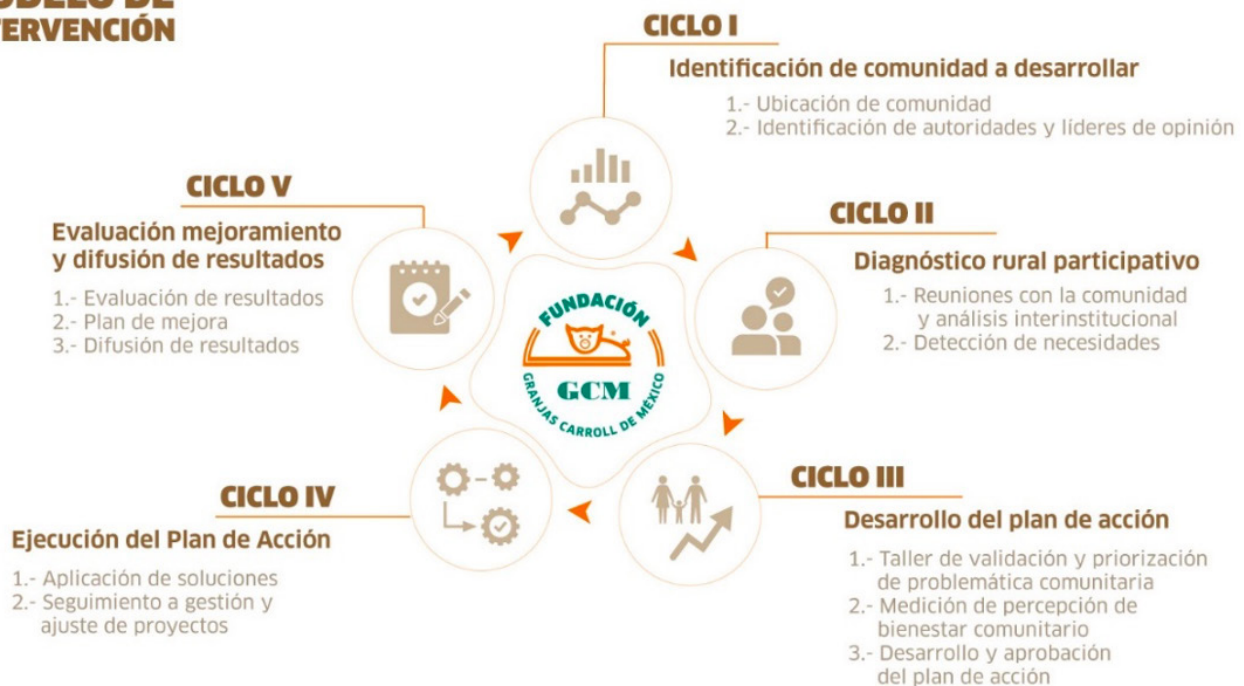 DE
CICLO I
Identificación de comunidad a desarrollar
1.- Ubicación de comunidad
2.- Identificación de autoridades y líderes de opinión
CICLO II
Diagnóstico rural participativo
1.- Reuniones con la comunidad
y análisis interinstitucional
2.- Detección de necesidades
CICLO III
Desarrollo del plan de acción
1.- Taller de validación y priorización
de problemática comunitaria
2.- Medición de percepción de
bienestar comunitario
3.- Desarrollo y aprobación
del plan de acción
CICLO IV
Ejecución del Plan de Acción
1.- Aplicación de soluciones
2.- Seguimiento a gestión y
ajuste de proyectos
CICLO V
Evaluación mejoramiento
y difusión de resultados
1.- Evaluación de resultados
2.- Plan de mejora
3.- Difusión de resultados
FUNDACIÓN
GCM
GRANJAS CARROLL DE MÉXICO